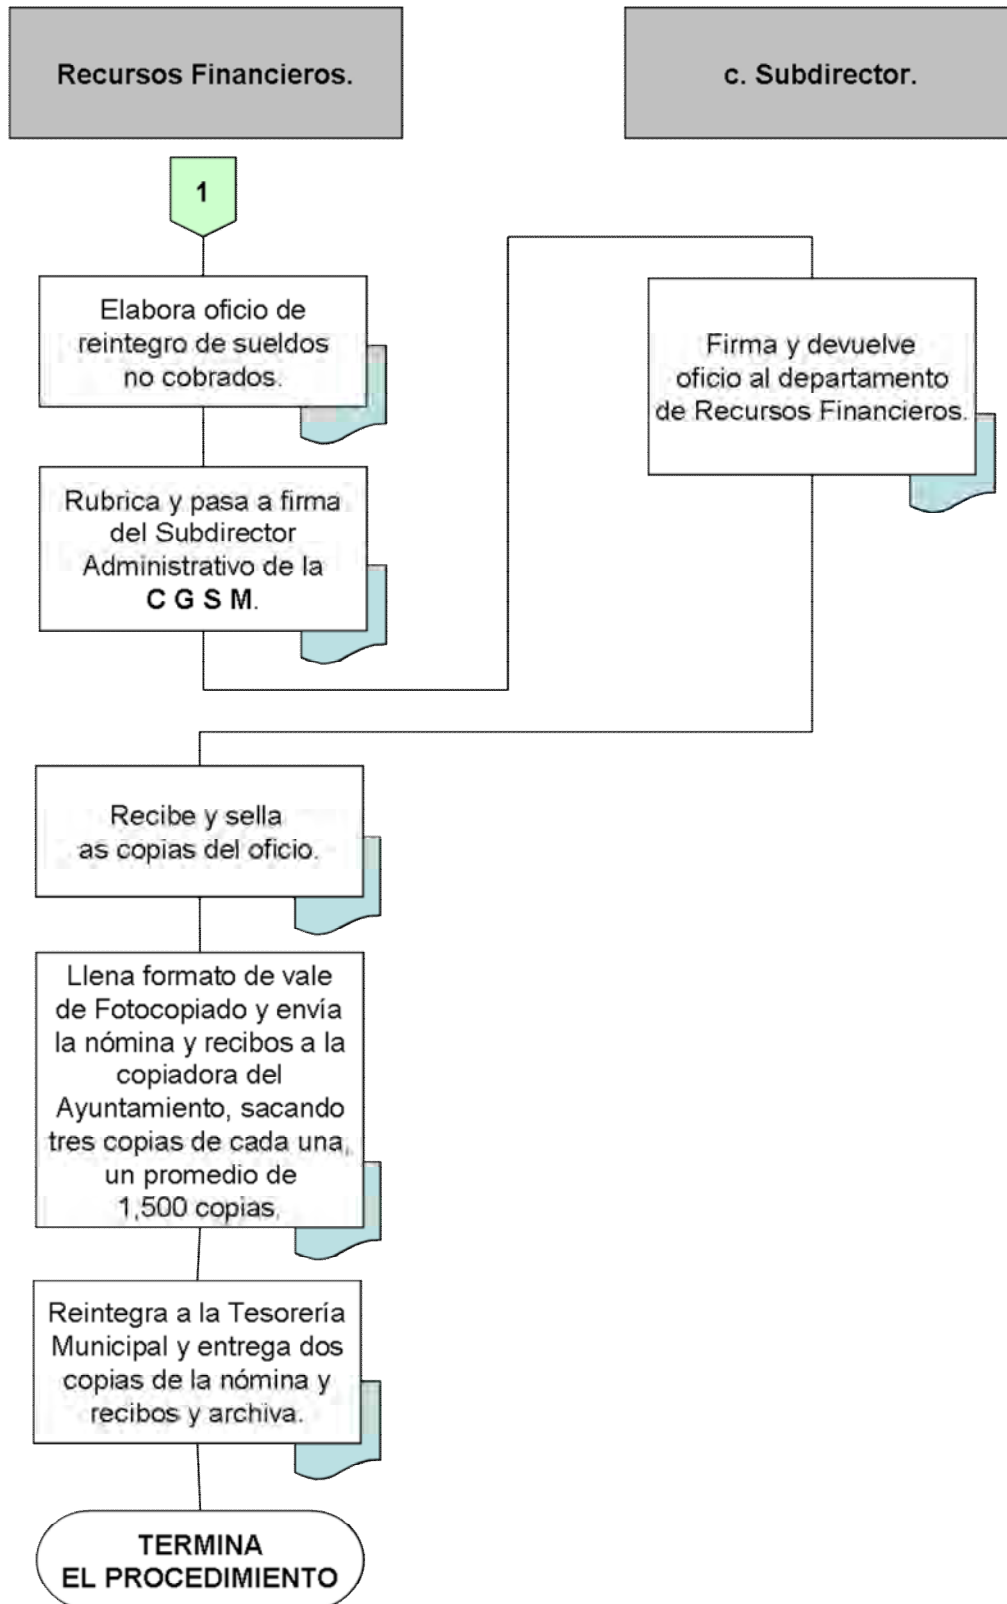 Recursos Financieros.
c. Subdirector.
1
Elabora oficio de
reintegro de sueldos
no cobrados.
Rubrica y pasa a firma
del Subdirector
Administrativo de la
C G S M.
Firma y devuelve
oficio al departamento
de Recursos Financieros.
Recibe y sella
as copias del oficio.
Llena formato de vale
de Fotocopiado y envía
la nómina y recibos a la
copiadora del
Ayuntamiento, sacando
tres copias de cada una,
un promedio de
1,500 copias.
Reintegra a la Tesorería
Municipal y entrega dos
copias de la nómina y
recibos y archiva.
TERMINA
EL PROCEDIMIENTO